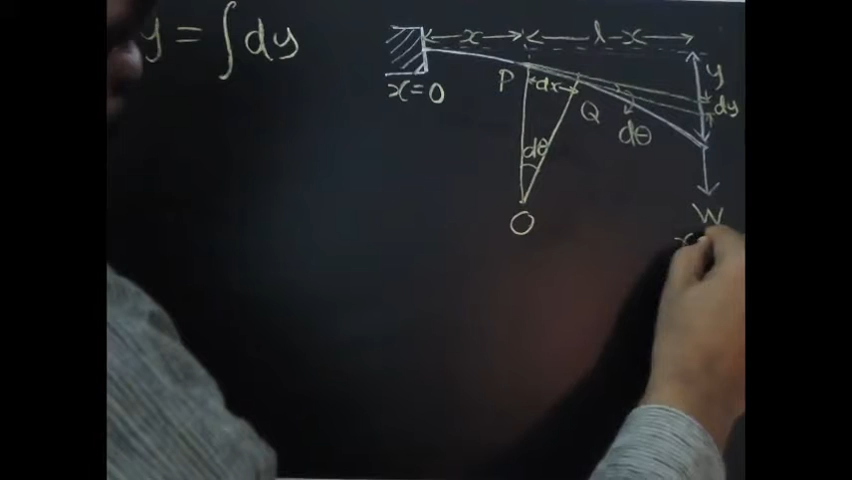 y = ∫dy
x
l-x
y
x=0
P
dx
Q
dy
dθ
dθ
O
W
x